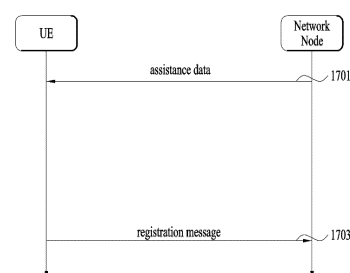 UE
Network
Node
assistance data
1701
registration message
1703